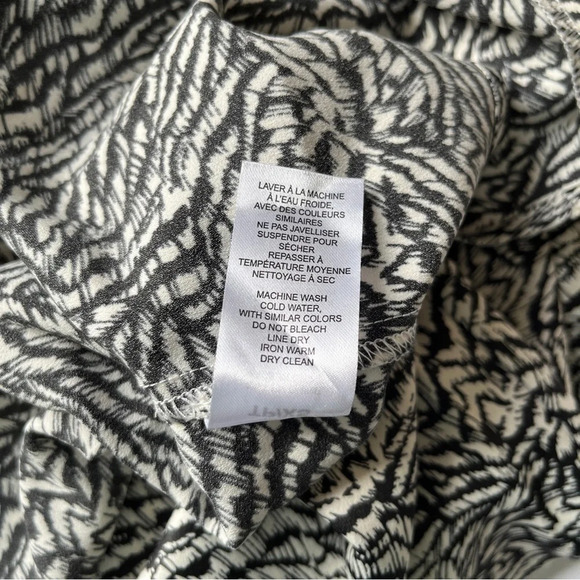 LAVER À LA MACHINE
À L'EAU FROIDE,
AVEC DES COULEURS
SIMILAIRES
NE PAS JAVELLISER
SUSPENDRE POUR
SÉCHER
REPASSER À
TEMPÉRATURE MOYENNE
NETTOYAGE À SEC
MACHINE WASH
COLD WATER,
WITH SIMILAR COLORS
DO NOT BLEACH
LINE DRY
IRON WARM
DRY CLEAN